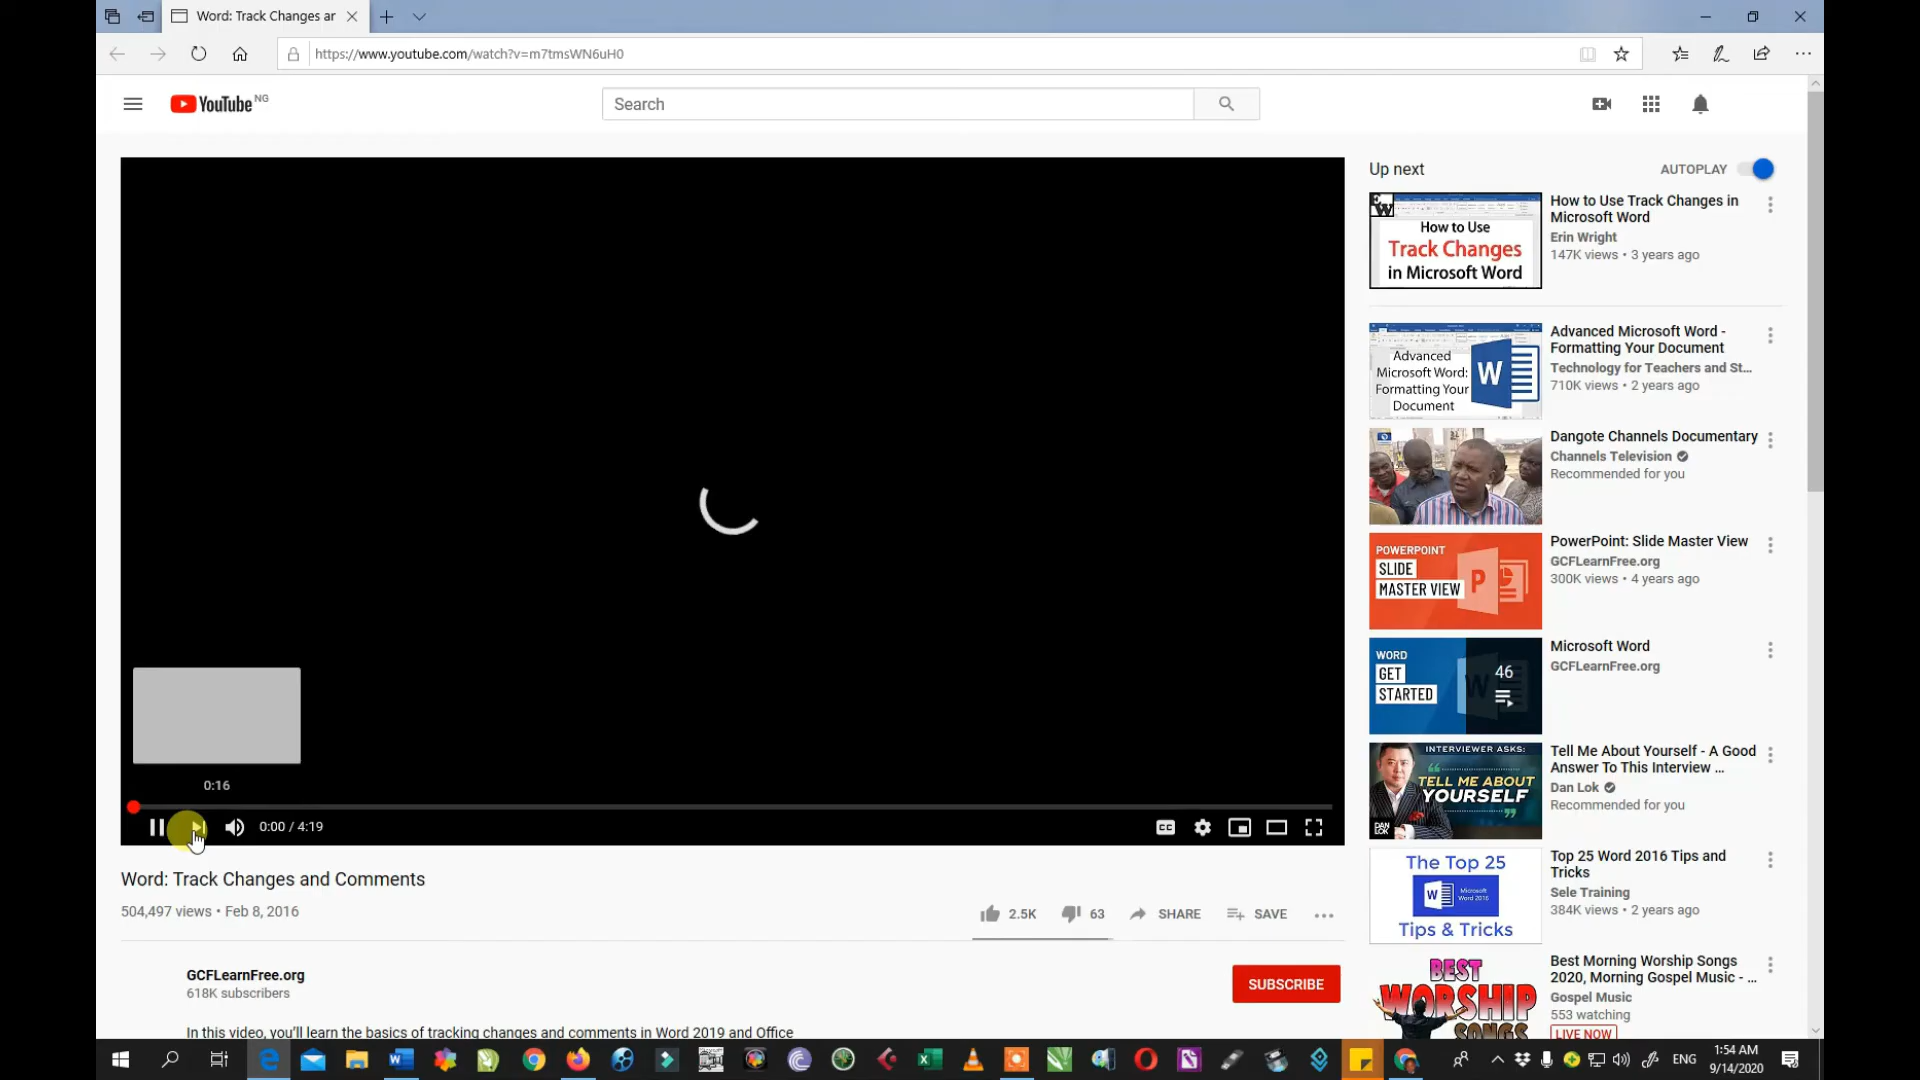 Word: Track Changes ar
https://www.youtube.com/watch?v=m7tmsWN6uH0
YouTube NG
Search
Up next
AUTOPLAY
How to Use
Track Changes
in Microsoft Word
How to Use Track Changes in
Microsoft Word
Erin Wright
147K views • 3 years ago
Advanced
Microsoft Word:
Formatting Your
Document
W
Advanced Microsoft Word -
Formatting Your Document
Technology for Teachers and St...
710K views • 2 years ago
Dangote Channels Documentary
Channels Television
Recommended for you
POWERPOINT
SLIDE
MASTER VIEW
P
PowerPoint: Slide Master View
GCFLearnFree.org
300K views • 4 years ago
WORD
GET
STARTED
46
Microsoft Word
GCFLearnFree.org
INTERVIEWER ASKS:
TELL ME ABOUT
YOURSELF
DAN
LOK
Tell Me About Yourself - A Good
Answer To This Interview ...
Dan Lok
Recommended for you
The Top 25
W
Microsoft
Word 2016
Tips & Tricks
Top 25 Word 2016 Tips and
Tricks
Sele Training
384K views • 2 years ago
BEST
WORSHIP
SONGS
Best Morning Worship Songs
2020, Morning Gospel Music - ...
Gospel Music
553 watching
LIVE NOW
0:16
0:00 / 4:19
CC
Word: Track Changes and Comments
504,497 views • Feb 8, 2016
2.5K
63
SHARE
SAVE
GCFLearnFree.org
618K subscribers
SUBSCRIBE
In this video, you'll learn the basics of tracking changes and comments in Word 2019 and Office
ENG
1:54 AM
9/14/2020